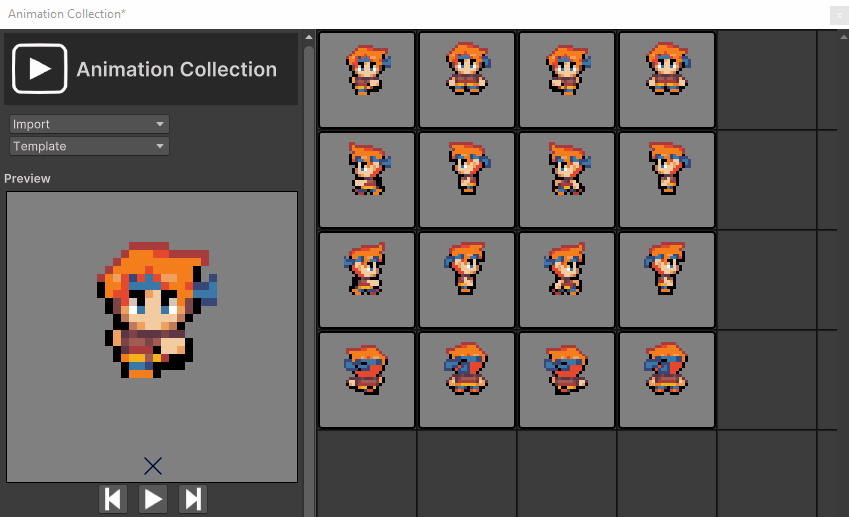 Animation Collection*
x
Animation Collection
Import
Template
Preview